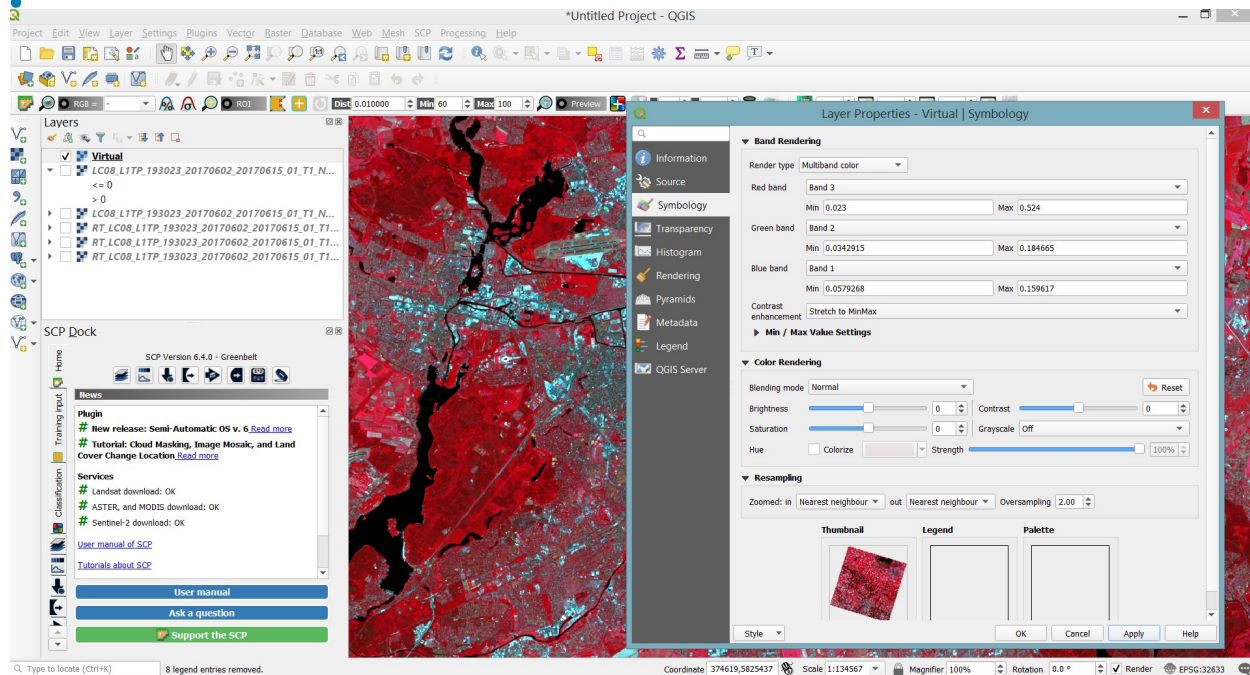 *Untitled Project - QGIS
Project Edit View Layer Settings Plugins Vector Raster Database Web Mesh SCP Processing Help
RGB = - ROI Dist 0.010000 Min 60 Max 100 Preview
Layers
Virtual
LC08_L1TP_193023_20170602_20170615_01_T1_N...
<= 0
> 0
LC08_L1TP_193023_20170602_20170615_01_T1_N...
RT_LC08_L1TP_193023_20170602_20170615_01_T1...
RT_LC08_L1TP_193023_20170602_20170615_01_T1...
RT_LC08_L1TP_193023_20170602_20170615_01_T1...
SCP Dock
Home
Training input
Classification
SCP Version 6.4.0 - Greenbelt
News
Plugin
# New release: Semi-Automatic OS v. 6 Read more
# Tutorial: Cloud Masking, Image Mosaic, and Land
Cover Change Location Read more
Services
# Landsat download: OK
# ASTER, and MODIS download: OK
# Sentinel-2 download: OK
User manual of SCP
Tutorials about SCP
User manual
Ask a question
Support the SCP
Layer Properties - Virtual | Symbology
Information
Source
Symbology
Transparency
Histogram
Rendering
Pyramids
Metadata
Legend
QGIS Server
Band Rendering
Render type Multiband color
Red band Band 3
Min 0.023 Max 0.524
Green band Band 2
Min 0.0342915 Max 0.184665
Blue band Band 1
Min 0.0579268 Max 0.159617
Contrast
enhancement Stretch to MinMax
Min / Max Value Settings
Color Rendering
Blending mode Normal Reset
Brightness 0 Contrast 0
Saturation 0 Grayscale Off
Hue Colorize Strength 100%
Resampling
Zoomed: in Nearest neighbour out Nearest neighbour Oversampling 2.00
Thumbnail Legend Palette
Style OK Cancel Apply Help
Type to locate (Ctrl+K) 8 legend entries removed. Coordinate 374619,5825437 Scale 1:134567 Magnifier 100% Rotation 0.0 ° Render EPSG:32633